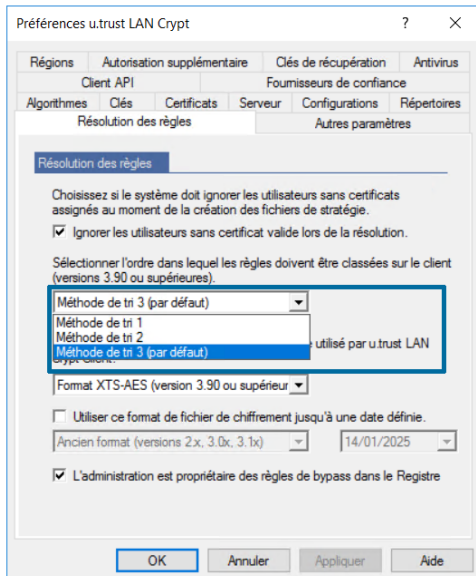 Préférences u.trust LAN Crypt
?
Régions Autorisation supplémentaire Clés de récupération Antivirus
Client API Fournisseurs de confiance
Algorithmes Clés Certificats Serveur Configurations Répertoires
Résolution des règles Autres paramètres
Résolution des règles
Choisissez si le système doit ignorer les utilisateurs sans certificats
assignés au moment de la création des fichiers de stratégie.
Ignorer les utilisateurs sans certificat valide lors de la résolution.
Sélectionner l'ordre dans lequel les règles doivent être classées sur le client
(versions 3.90 ou supérieures).
Méthode de tri 3 (par défaut)
Méthode de tri 1
Méthode de tri 2
Méthode de tri 3 (par défaut)
utilisé par u.trust LAN
Crypt Client.
Format XTS-AES (version 3.90 ou supérieur
Utiliser ce format de fichier de chiffrement jusqu'à une date définie.
Ancien format (versions 2.x, 3.0x, 3.1x) 14/01/2025
L'administration est propriétaire des règles de bypass dans le Registre
OK Annuler Appliquer Aide